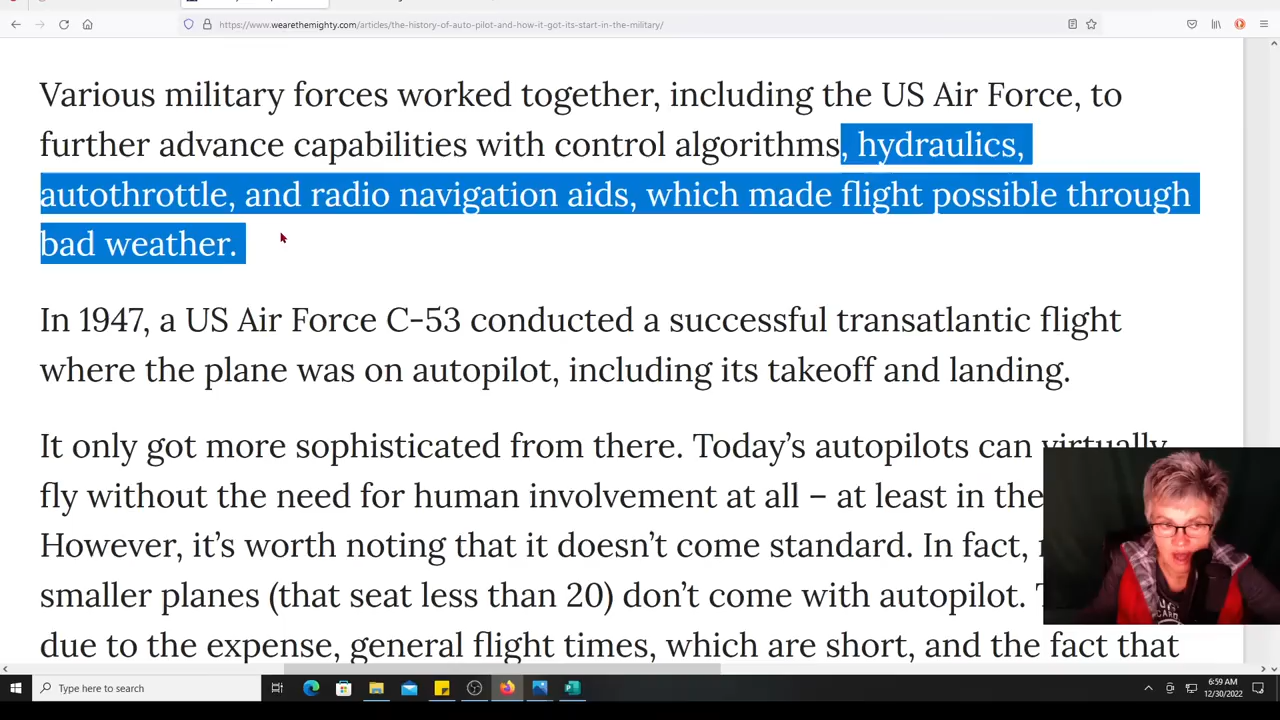 https://www.wearethemighty.com/articles/the-history-of-auto-pilot-and-how-it-got-its-start-in-the-military/
Various military forces worked together, including the US Air Force, to
further advance capabilities with control algorithms, hydraulics,
autothrottle, and radio navigation aids, which made flight possible through
bad weather.
In 1947, a US Air Force C-53 conducted a successful transatlantic flight
where the plane was on autopilot, including its takeoff and landing.
It only got more sophisticated from there. Today’s autopilots can virtually
fly without the need for human involvement at all – at least in the
However, it’s worth noting that it doesn’t come standard. In fact,
smaller planes (that seat less than 20) don’t come with autopilot.
due to the expense, general flight times, which are short, and the fact that
Type here to search
6:59 AM
12/30/2022